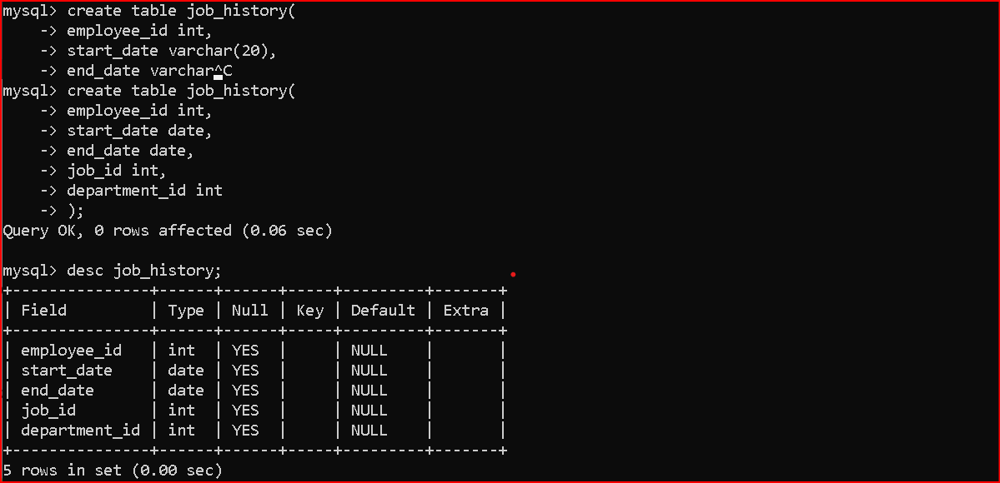 mysql> create table job_history(
    -> employee_id int,
    -> start_date varchar(20),
    -> end_date varchar^C
mysql> create table job_history(
    -> employee_id int,
    -> start_date date,
    -> end_date date,
    -> job_id int,
    -> department_id int
    -> );
Query OK, 0 rows affected (0.06 sec)

mysql> desc job_history;
+---------------+------+------+-----+---------+-------+
| Field         | Type | Null | Key | Default | Extra |
+---------------+------+------+-----+---------+-------+
| employee_id   | int  | YES  |     | NULL    |       |
| start_date    | date | YES  |     | NULL    |       |
| end_date      | date | YES  |     | NULL    |       |
| job_id        | int  | YES  |     | NULL    |       |
| department_id | int  | YES  |     | NULL    |       |
+---------------+------+------+-----+---------+-------+
5 rows in set (0.00 sec)